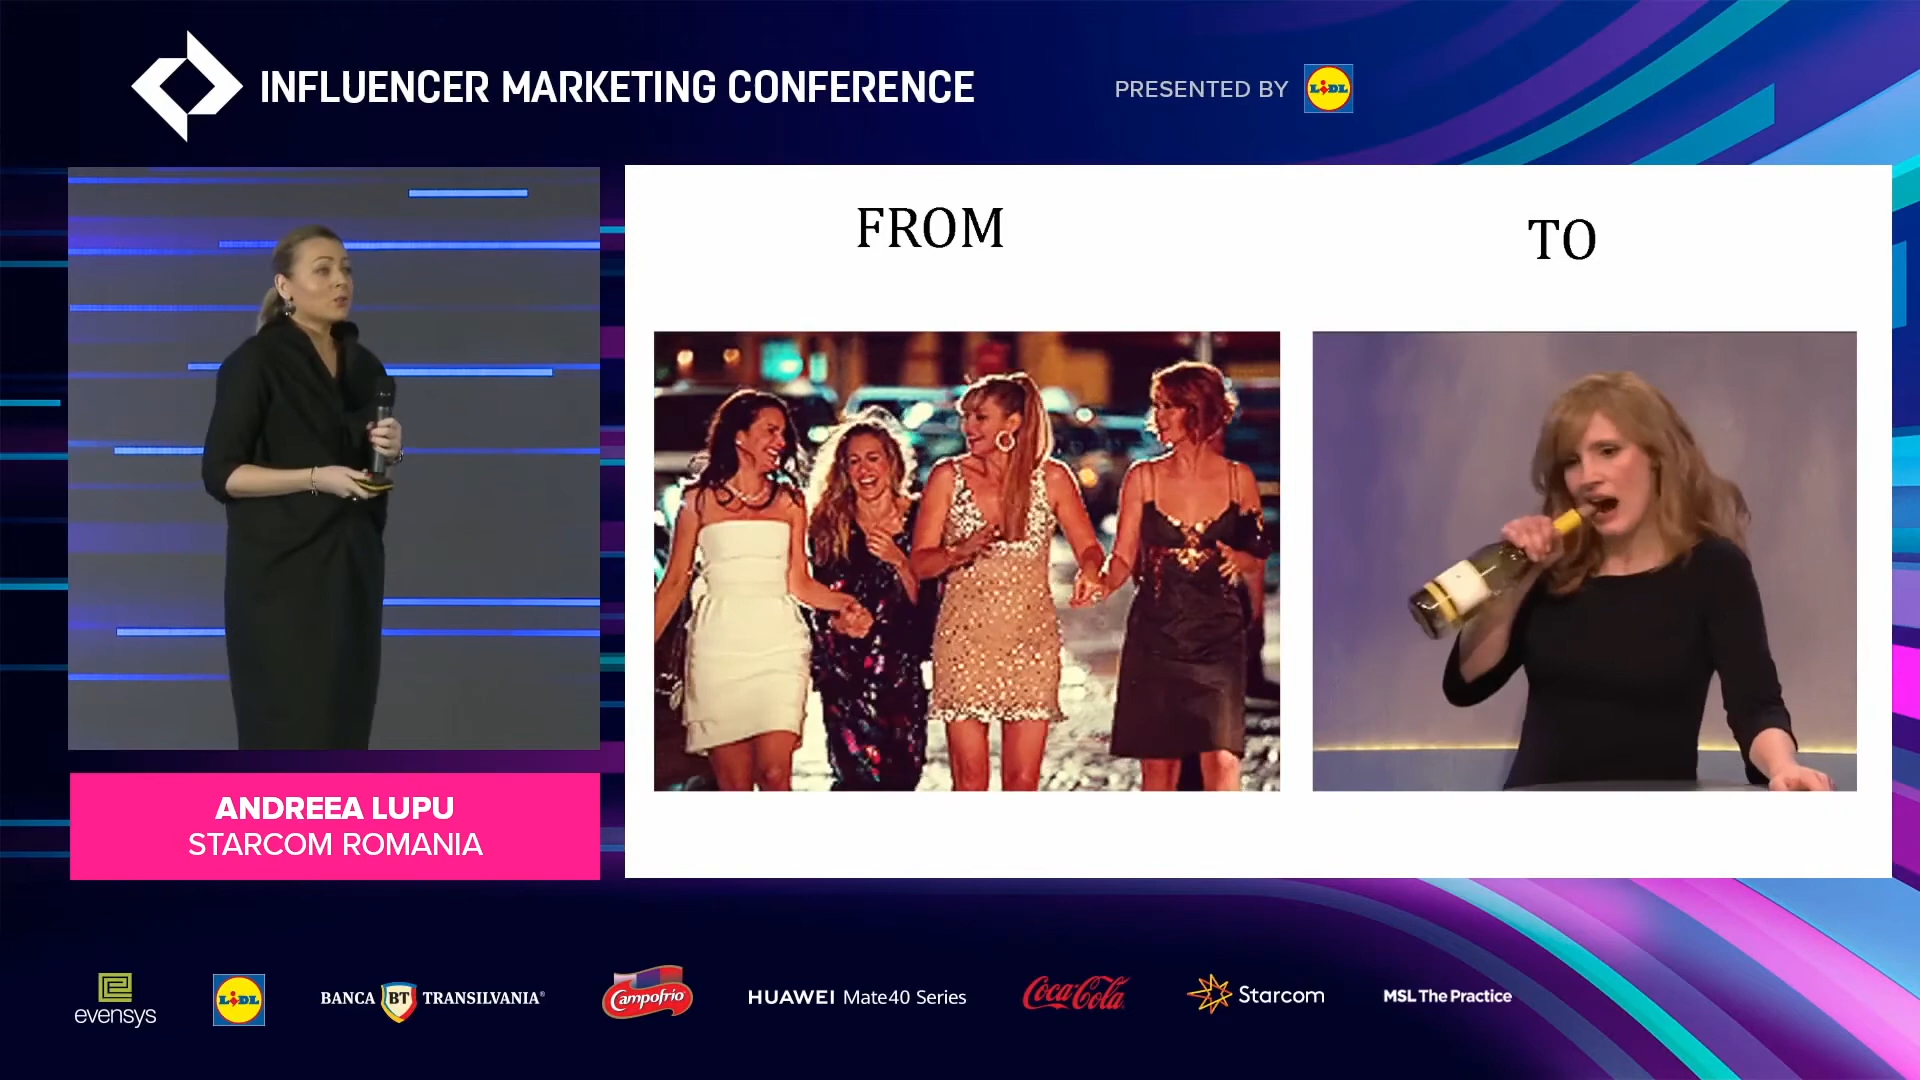 INFLUENCER MARKETING CONFERENCE
PRESENTED BY
LIDL
FROM
TO
ANDREEA LUPU
STARCOM ROMANIA
evensys
LIDL
BANCA BT TRANSILVANIA®
Campofrío
HUAWEI Mate40 Series
Coca-Cola
Starcom
MSL The Practice